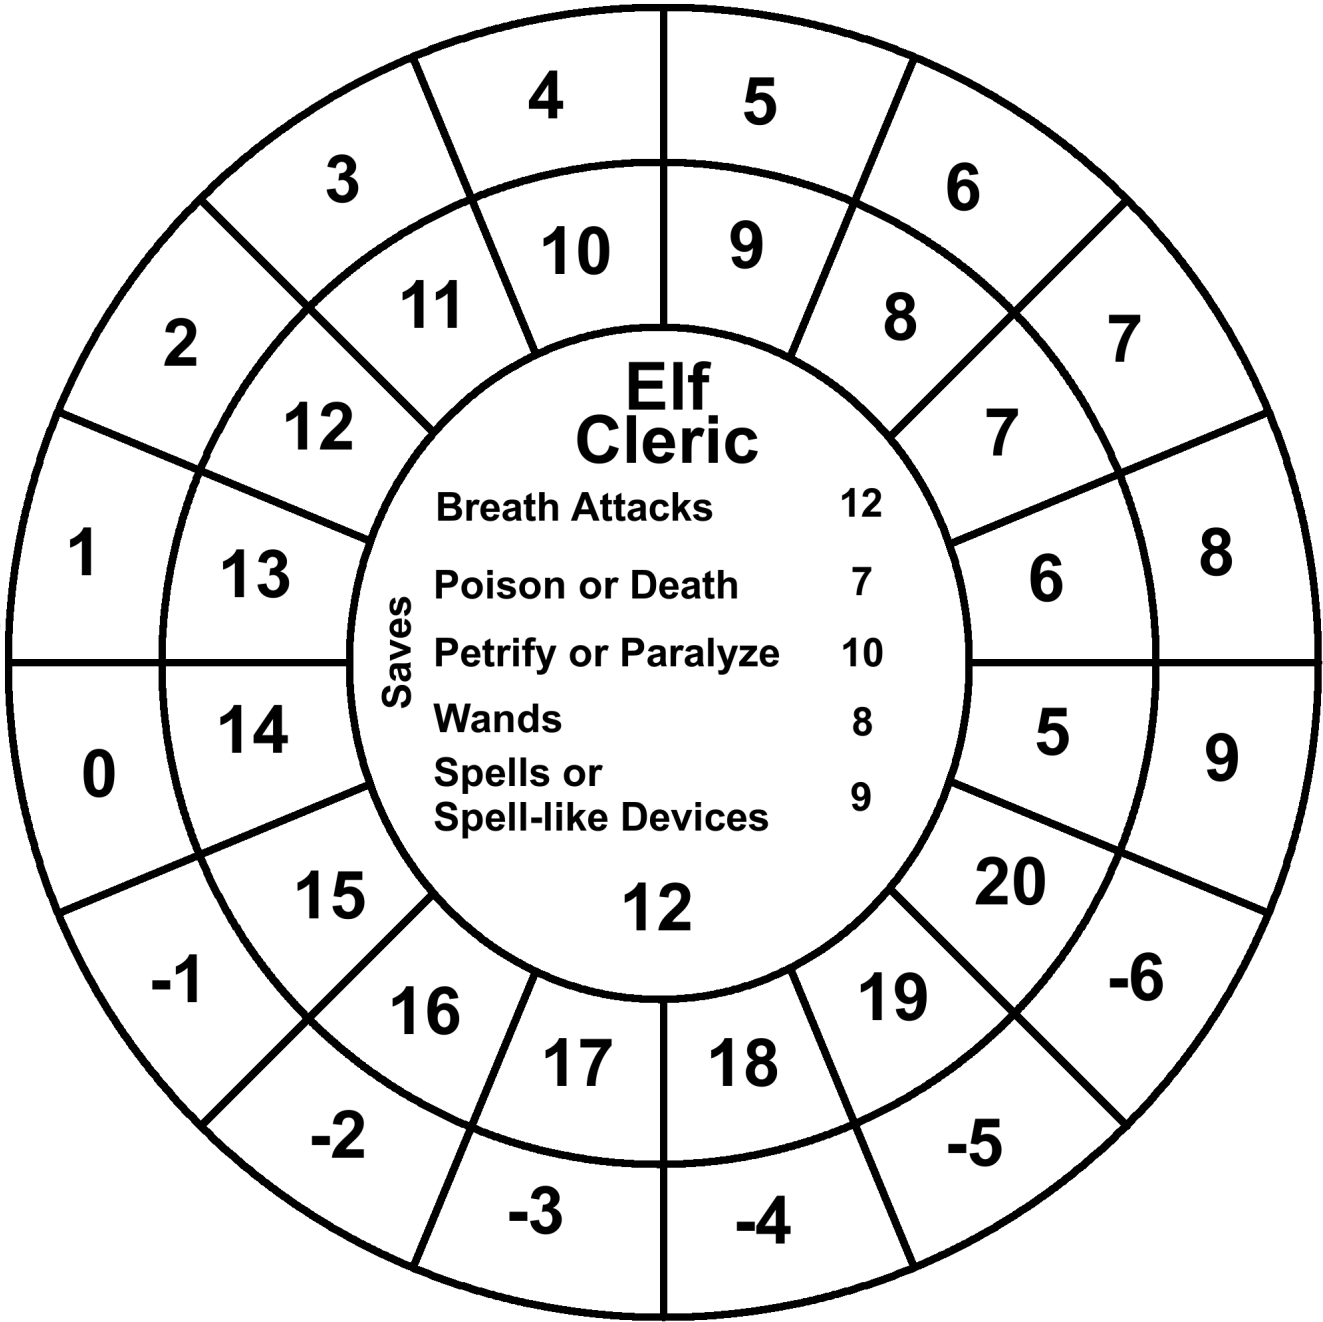 4 5
3 6
10 9
2 11 8 7
12 7
Elf
Cleric
Breath Attacks 12
1 13 6 8
Poison or Death 7
Saves
Petrify or Paralyze 10
Wands 8
0 14 5 9
Spells or
Spell-like Devices 9
15 20
12
-1 16 19 -6
17 18
-2 -5
-3 -4